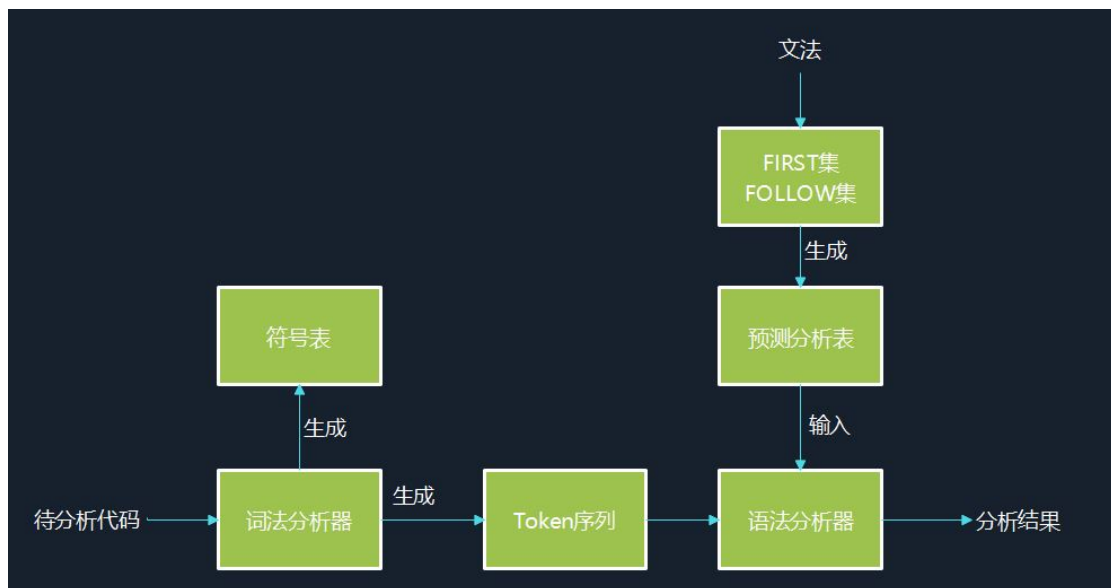 文法
FIRST集
FOLLOW集
生成
符号表
预测分析表
生成
输入
待分析代码
词法分析器
生成
Token序列
语法分析器
分析结果